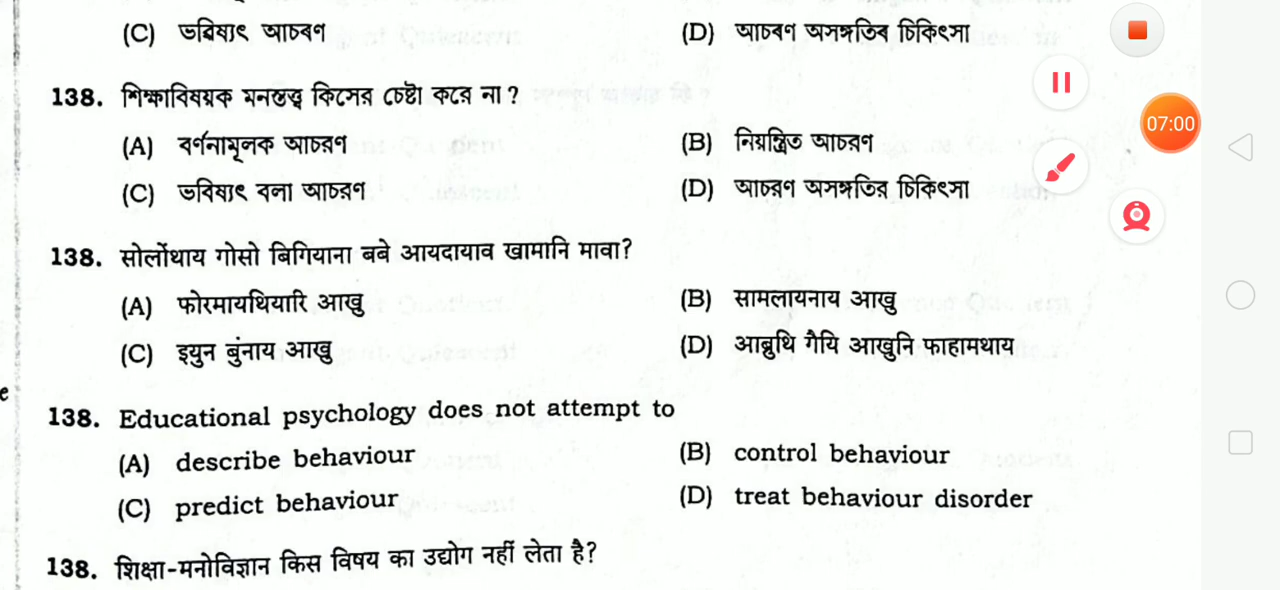 (C) ভৱিষ্যৎ আচৰণ (D) আচৰণ অসঙ্গতিৰ চিকিৎসা
138. শিক্ষাবিষয়ক মনস্তত্ত্ব কিসের চেষ্টা করে না?
(A) বর্ণনামূলক আচরণ (B) নিয়ন্ত্রিত আচরণ
(C) ভবিষ্যৎ বলা আচরণ (D) আচরণ অসঙ্গতির চিকিৎসা
138. सोलोंथाय गोसो बिगियाना बबे आयदायाव खामानि मावा?
(A) फोरमायथियारि आखु (B) सामलायनाय आखु
(C) इयुन बुंनाय आखु (D) आब्रुथि गैयि आखुनि फाहामथाय
e
138. Educational psychology does not attempt to
(A) describe behaviour (B) control behaviour
(C) predict behaviour (D) treat behaviour disorder
138. शिक्षा-मनोविज्ञान किस विषय का उद्योग नहीं लेता है?
07:00